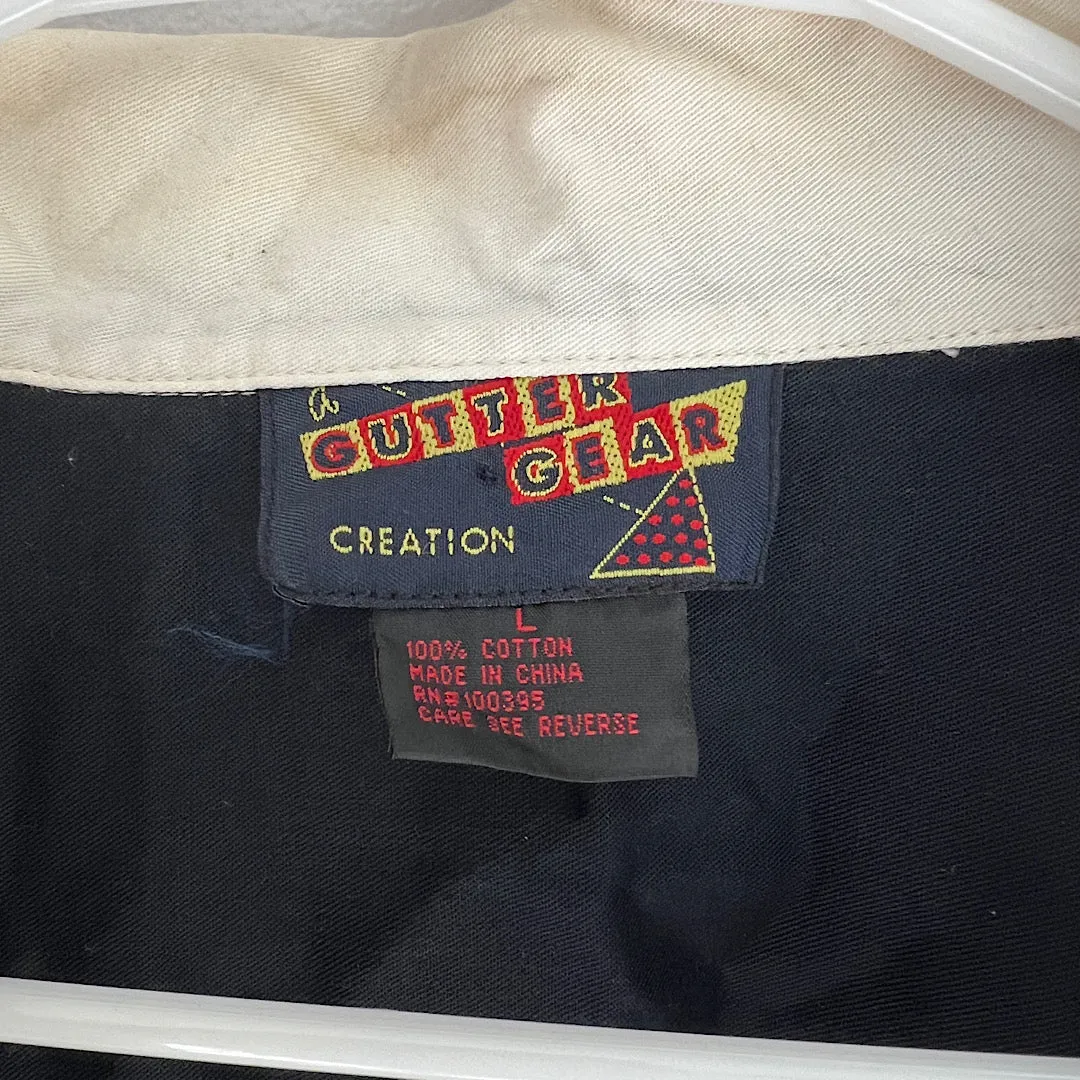 a
GUTTER
GEAR
CREATION
L
100% COTTON
MADE IN CHINA
RN#100395
CARE SEE REVERSE